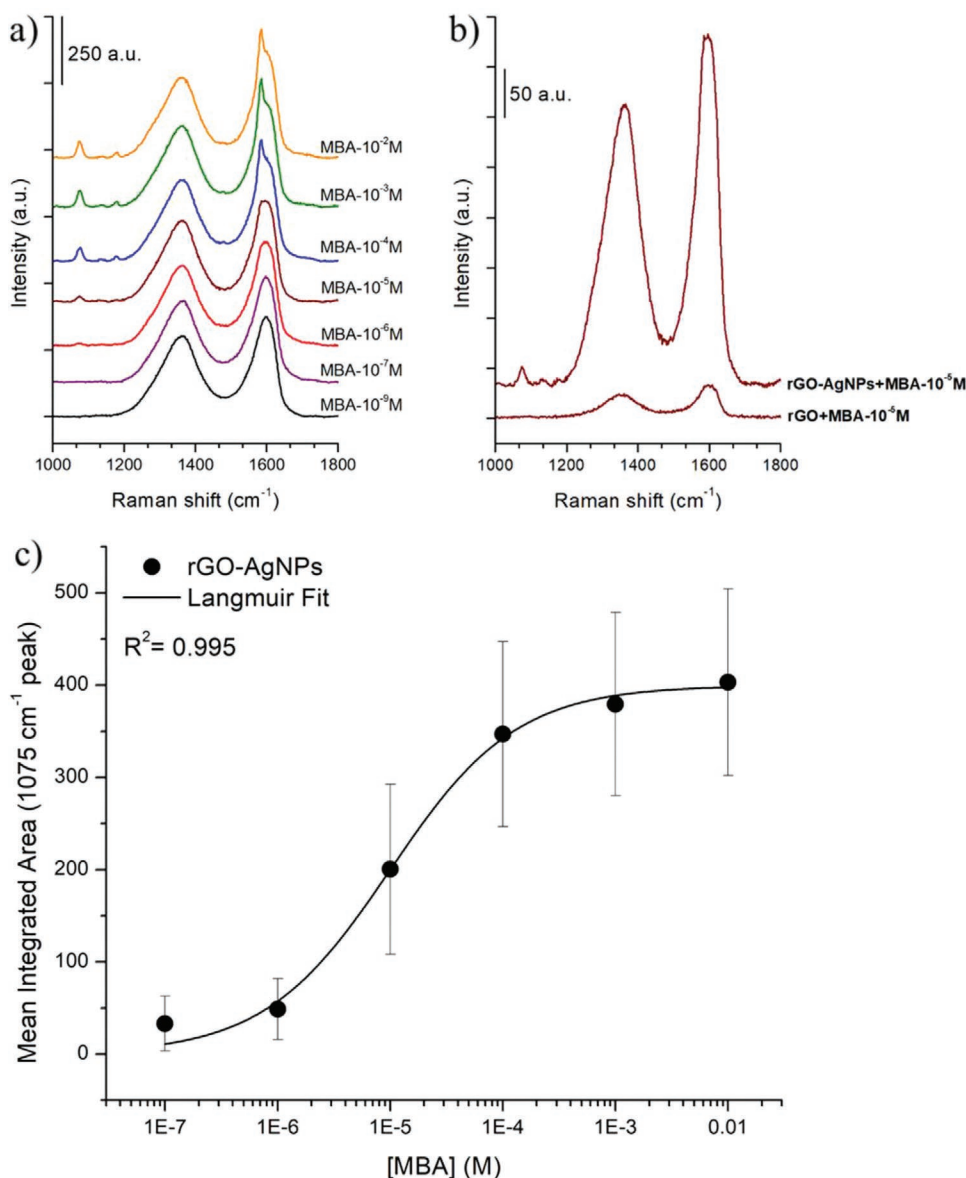 a)
250 a.u.
MBA-10⁻²M
MBA-10⁻³M
MBA-10⁻⁴M
MBA-10⁻⁵M
MBA-10⁻⁶M
MBA-10⁻⁷M
MBA-10⁻⁹M
Intensity (a.u.)
1000 1200 1400 1600 1800
Raman shift (cm⁻¹)
b)
50 a.u.
rGO-AgNPs+MBA-10⁻⁵M
rGO+MBA-10⁻⁵M
Intensity (a.u.)
1000 1200 1400 1600 1800
Raman shift (cm⁻¹)
c)
rGO-AgNPs
Langmuir Fit
R²= 0.995
500
400
300
200
100
0
Mean Integrated Area (1075 cm⁻¹ peak)
1E-7 1E-6 1E-5 1E-4 1E-3 0.01
[MBA] (M)